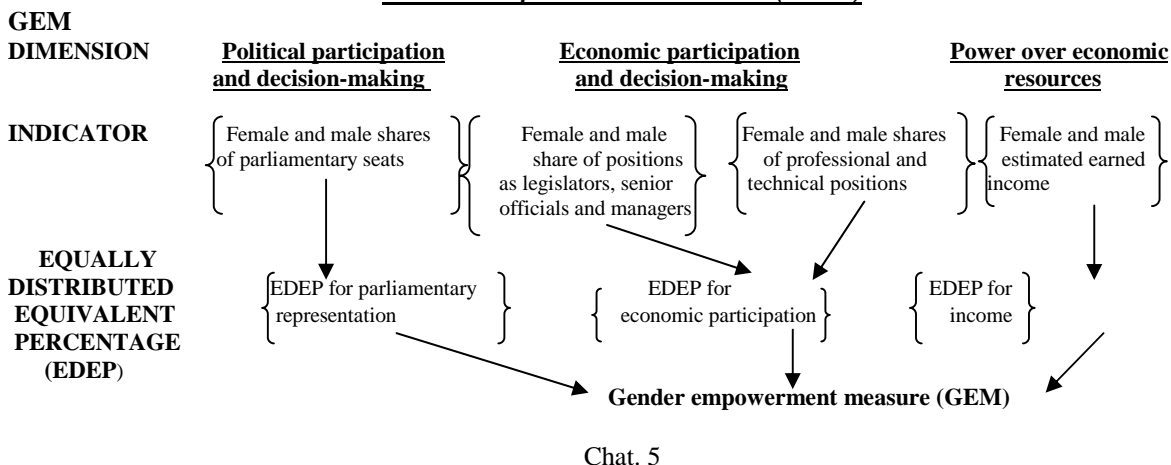 GEM
DIMENSION Political participation Economic participation Power over economic
and decision-making and decision-making resources
INDICATOR Female and male shares Female and male Female and male shares Female and male
of parliamentary seats share of positions of professional and estimated earned
as legislators, senior technical positions income
officials and managers
EQUALLY
DISTRIBUTED EDEP for parliamentary EDEP for EDEP for
EQUIVALENT representation economic participation income
PERCENTAGE
(EDEP)
Gender empowerment measure (GEM)
Chat. 5